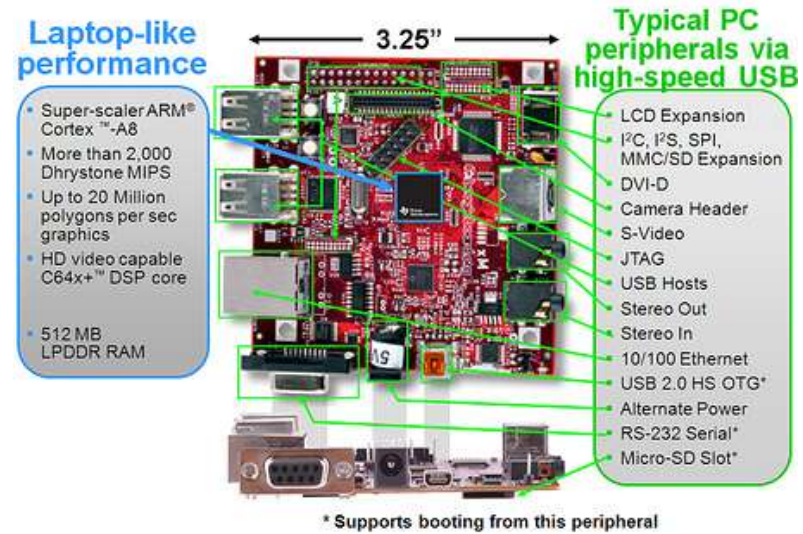 Laptop-like
performance
Super-scaler ARM®
Cortex ™-A8
More than 2,000
Dhrystone MIPS
Up to 20 Million
polygons per sec
graphics
HD video capable
C64x+™ DSP core
512 MB
LPDDR RAM
3.25”
5V
Typical PC
peripherals via
high-speed USB
LCD Expansion
I²C, I²S, SPI,
MMC/SD Expansion
DVI-D
Camera Header
S-Video
JTAG
USB Hosts
Stereo Out
Stereo In
10/100 Ethernet
USB 2.0 HS OTG*
Alternate Power
RS-232 Serial*
Micro-SD Slot*
* Supports booting from this peripheral